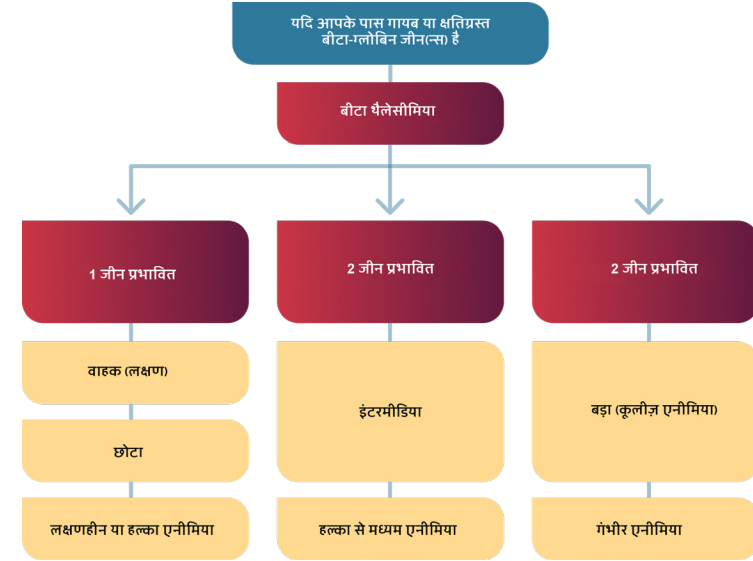 यदि आपके पास गायब या क्षतिग्रस्त
बीटा-ग्लोबिन जीन(न्स) है
बीटा थैलेसीमिया
1 जीन प्रभावित
2 जीन प्रभावित
2 जीन प्रभावित
वाहक (लक्षण)
छोटा
लक्षणहीन या हल्का एनीमिया
इंटरमीडिया
हल्का से मध्यम एनीमिया
बड़ा (कूलीज़ एनीमिया)
गंभीर एनीमिया